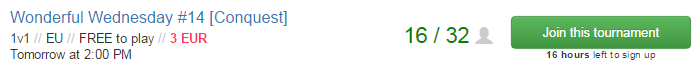 Wonderful Wednesday #14 [Conquest]
1v1 // EU // FREE to play // 3 EUR
Tomorrow at 2:00 PM
16 / 32
Join this tournament
16 hours left to sign up